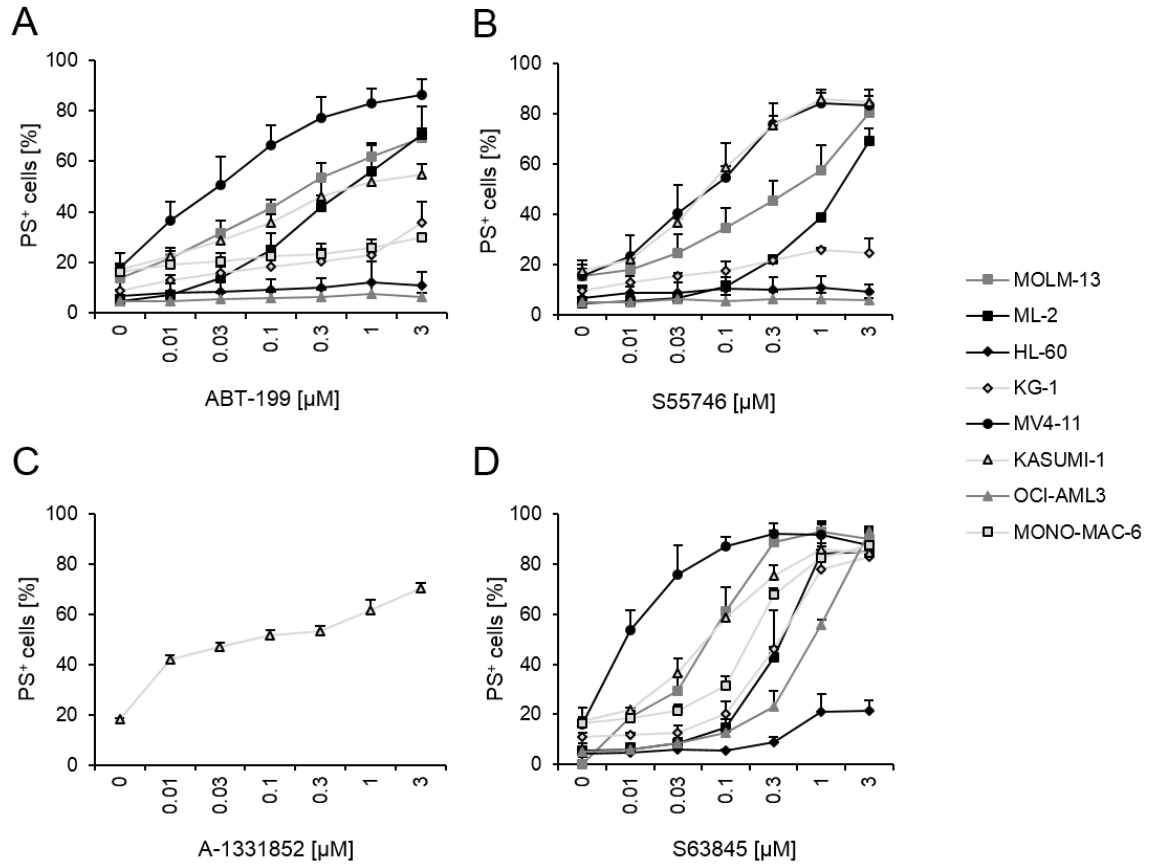 A
100
80
60
40
20
0
PS⁺ cells [%]
0
0.01
0.03
0.1
0.3
1
3
ABT-199 [µM]
B
100
80
60
40
20
0
PS⁺ cells [%]
0
0.01
0.03
0.1
0.3
1
3
S55746 [µM]
MOLM-13
ML-2
HL-60
KG-1
MV4-11
KASUMI-1
OCI-AML3
MONO-MAC-6
C
100
80
60
40
20
0
PS⁺ cells [%]
0
0.01
0.03
0.1
0.3
1
3
A-1331852 [µM]
D
100
80
60
40
20
0
PS⁺ cells [%]
0
0.01
0.03
0.1
0.3
1
3
S63845 [µM]